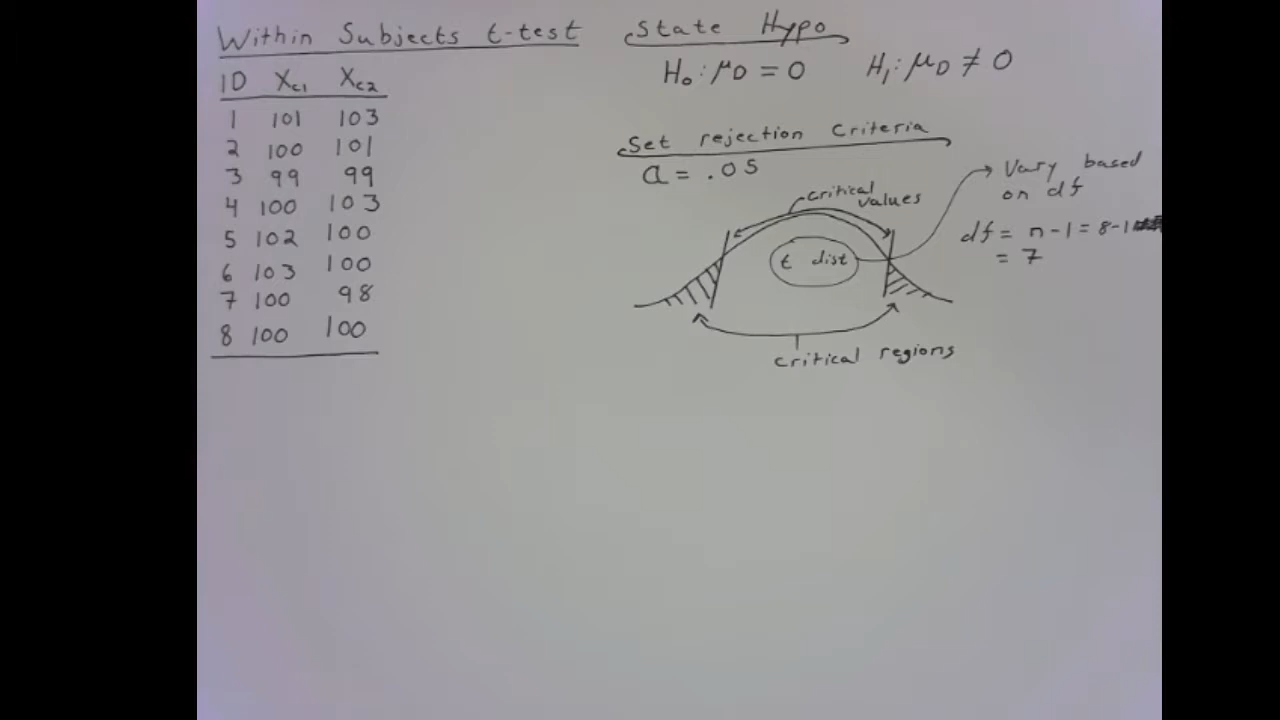 Within Subjects t-test
ID Xc1 Xc2
1 101 103
2 100 101
3 99 99
4 100 103
5 102 100
6 103 100
7 100 98
8 100 100
State Hypo
H₀: μD = 0 H₁: μD ≠ 0
Set rejection Criteria
α = .05
critical
values
t dist
critical regions
Vary based
on df
df = n-1 = 8-1
= 7